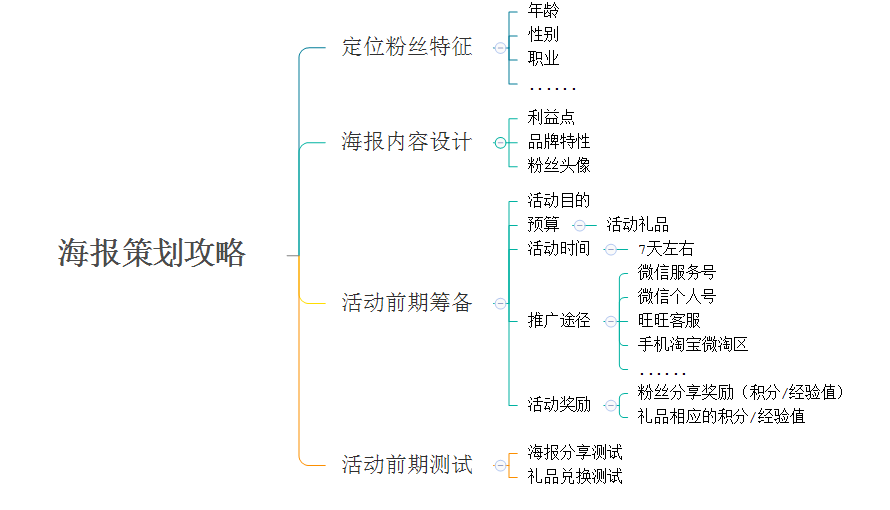 海报策划攻略
定位粉丝特征
年龄
性别
职业
......
海报内容设计
利益点
品牌特性
粉丝头像
活动前期筹备
活动目的
预算
活动礼品
活动时间
7天左右
推广途径
微信服务号
微信个人号
旺旺客服
手机淘宝微淘区
......
活动奖励
粉丝分享奖励（积分/经验值）
礼品相应的积分/经验值
活动前期测试
海报分享测试
礼品兑换测试